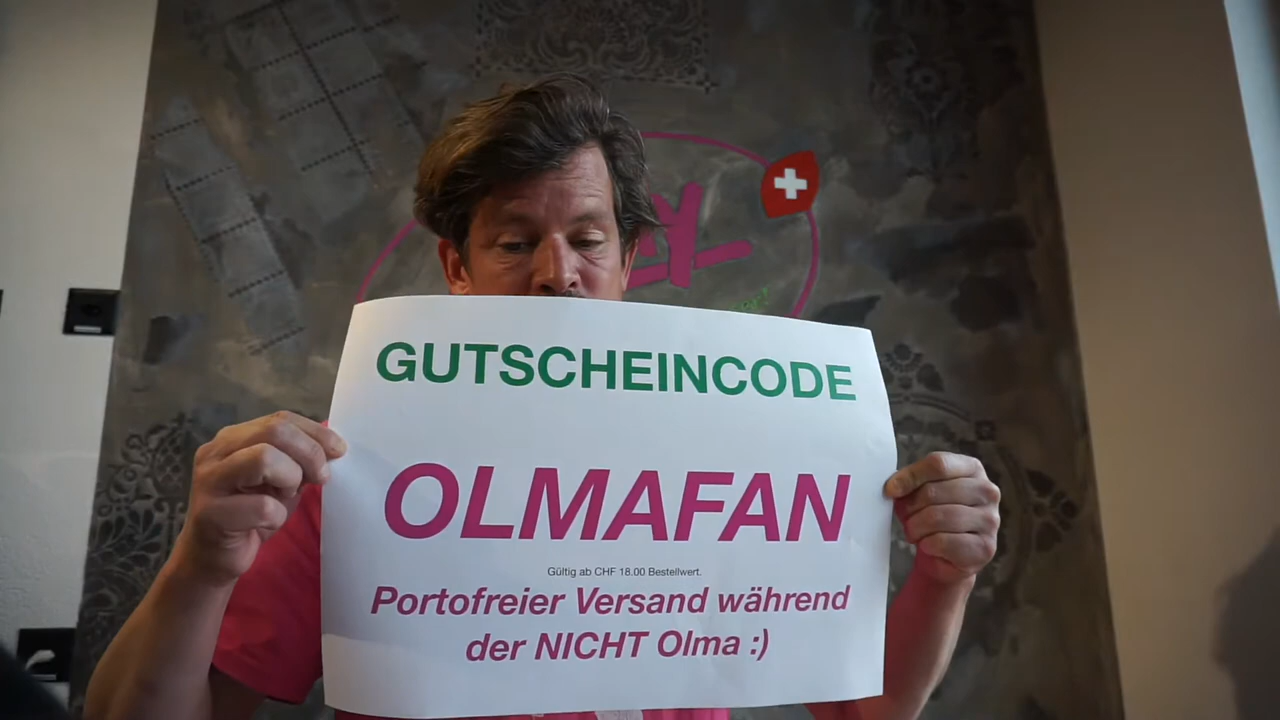 GUTSCHEINCODE
OLMAFAN
Gültig ab CHF 18.00 Bestellwert.
Portofreier Versand während
der NICHT Olma :)